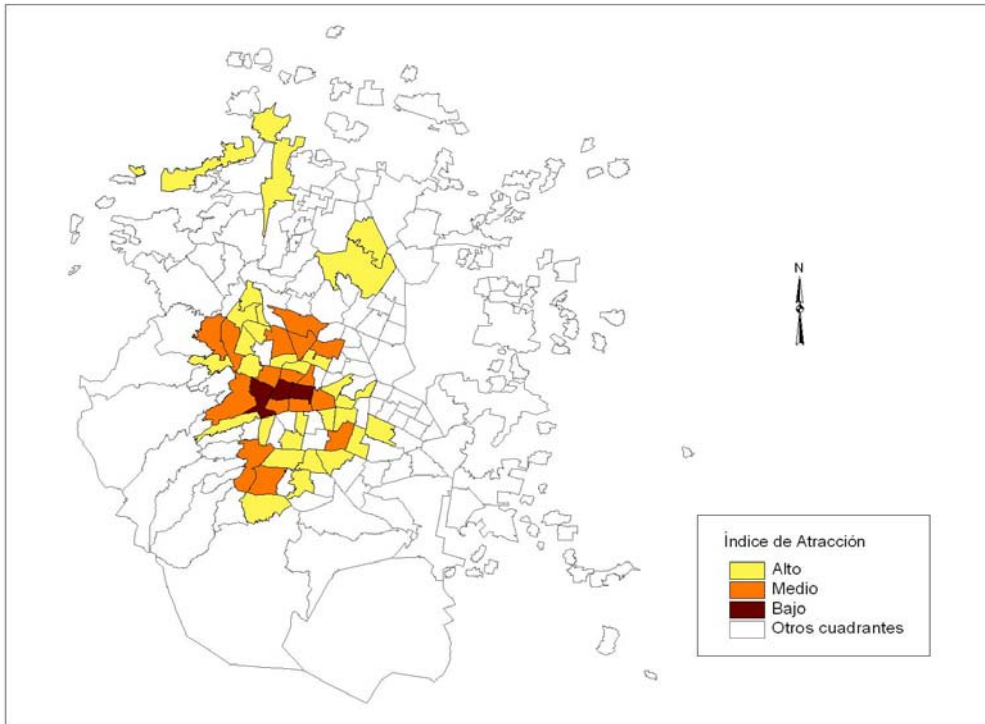 N
Índice de Atracción
Alto
Medio
Bajo
Otros cuadrantes